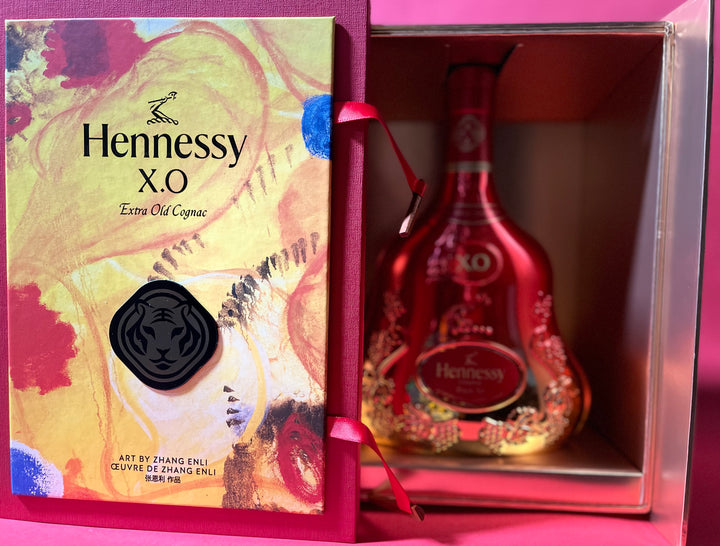 Hennessy
X.O
Extra Old Cognac
ART BY ZHANG ENLI
ŒUVRE DE ZHANG ENLI
张恩利 作品
XO
Hennessy